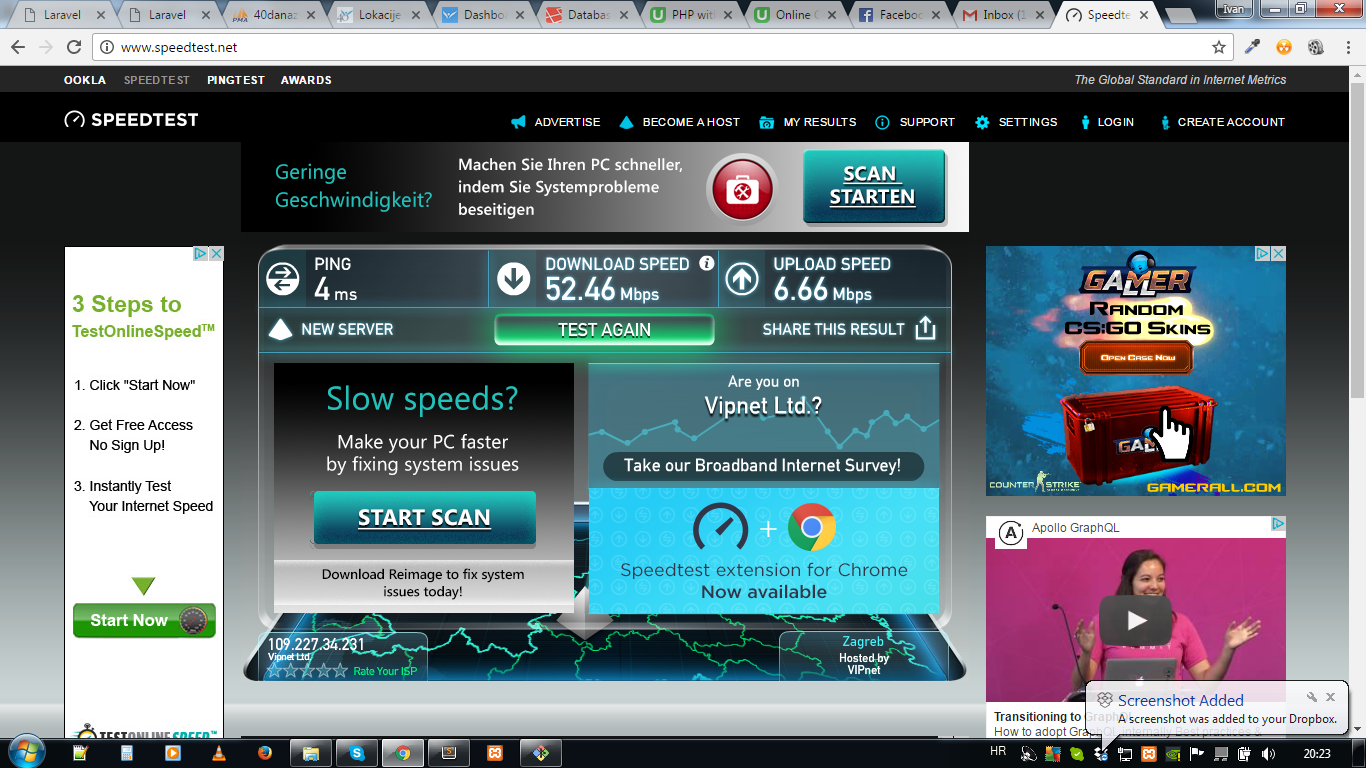 Laravel
Laravel
40danaz
Lokacije
Dashbo
Databas
PHP with
Online C
Faceboo
Inbox (1
Speedte
Ivan
www.speedtest.net
OOKLA SPEEDTEST PINGTEST AWARDS
The Global Standard in Internet Metrics
SPEEDTEST
ADVERTISE BECOME A HOST MY RESULTS SUPPORT SETTINGS LOGIN CREATE ACCOUNT
Geringe
Geschwindigkeit?
Machen Sie Ihren PC schneller,
indem Sie Systemprobleme
beseitigen
SCAN
STARTEN
3 Steps to
TestOnlineSpeed™
1. Click "Start Now"
2. Get Free Access
No Sign Up!
3. Instantly Test
Your Internet Speed
Start Now
TESTONLINESPEED™
PING
4 ms
DOWNLOAD SPEED
52.46 Mbps
UPLOAD SPEED
6.66 Mbps
NEW SERVER
TEST AGAIN
SHARE THIS RESULT
Slow speeds?
Make your PC faster
by fixing system issues
START SCAN
Download Reimage to fix system
issues today!
Are you on
Vipnet Ltd.?
Take our Broadband Internet Survey!
+
Speedtest extension for Chrome
Now available
109.227.34.231
Vipnet Ltd.
Rate Your ISP
Zagreb
Hosted by
VIPnet
GAMER
ALL
RANDOM
CS:GO SKINS
OPEN CASE NOW
COUNTER STRIKE
GAMERALL.COM
A
Apollo GraphQL
Transitioning to GraphQL
How to adopt GraphQL internally Best practices &
Screenshot Added
A screenshot was added to your Dropbox.
HR
20:23